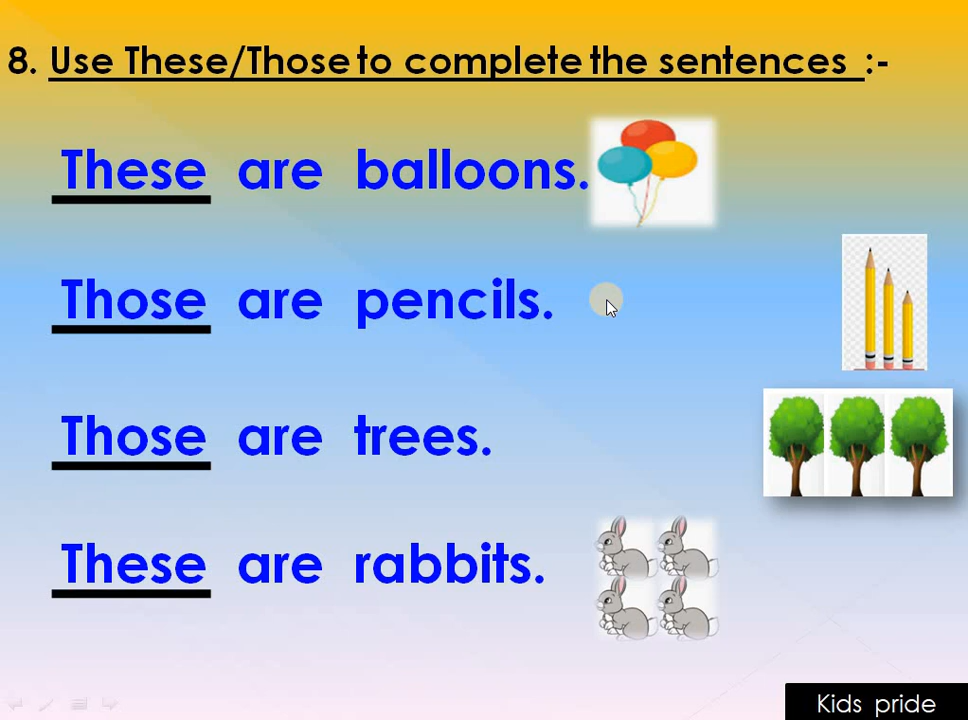 8. Use These/Those to complete the sentences :-
These are balloons.
Those are pencils.
Those are trees.
These are rabbits.
Kids pride